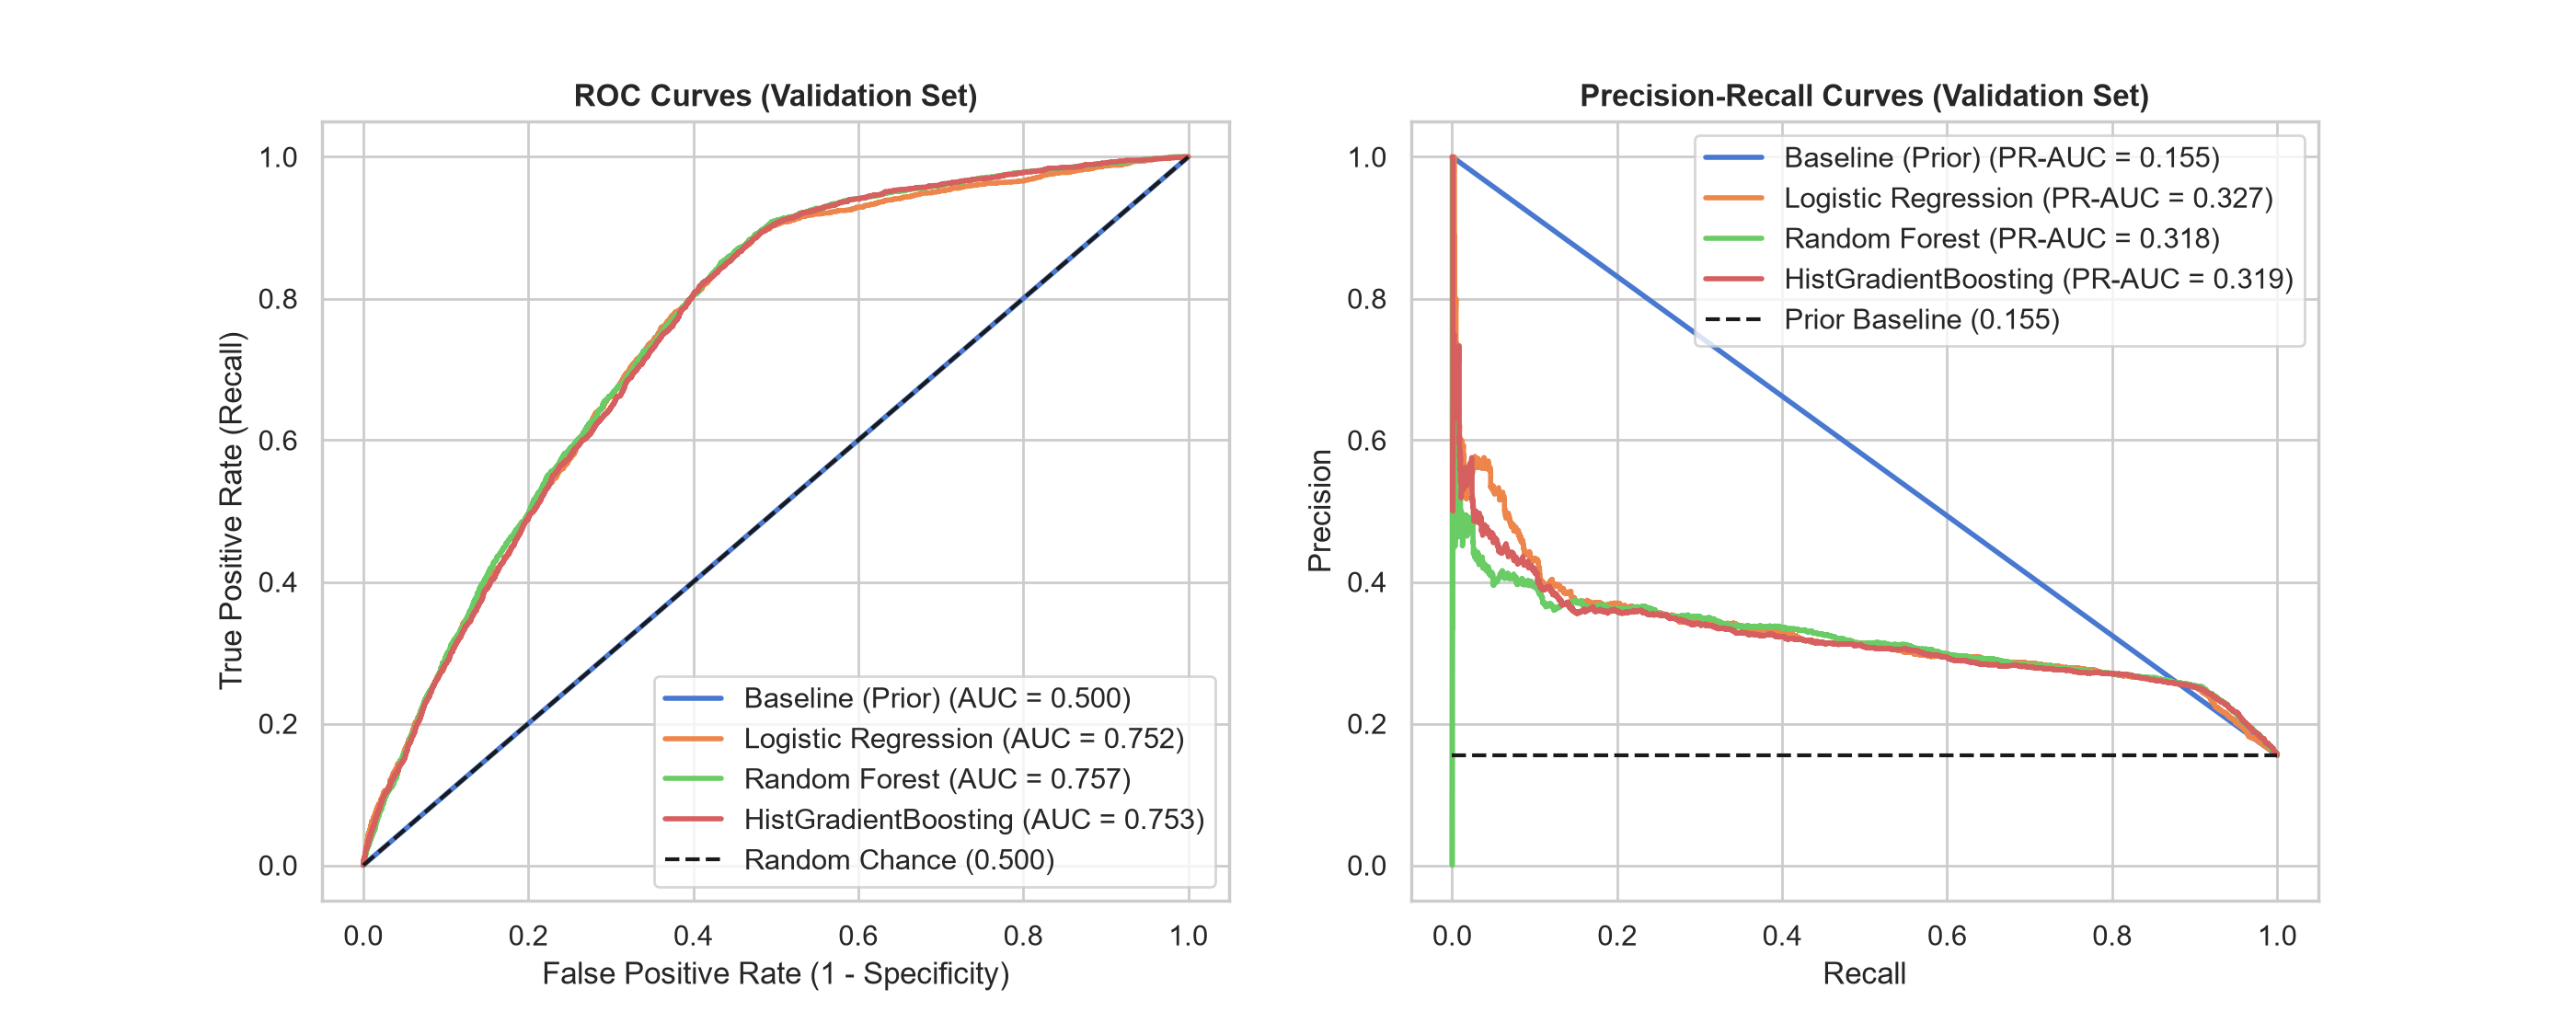 ROC Curves (Validation Set)
True Positive Rate (Recall)
1.0
0.8
0.6
0.4
0.2
0.0
Baseline (Prior) (AUC = 0.500)
Logistic Regression (AUC = 0.752)
Random Forest (AUC = 0.757)
HistGradientBoosting (AUC = 0.753)
Random Chance (0.500)
0.0 0.2 0.4 0.6 0.8 1.0
False Positive Rate (1 - Specificity)
Precision-Recall Curves (Validation Set)
Precision
1.0
0.8
0.6
0.4
0.2
0.0
Baseline (Prior) (PR-AUC = 0.155)
Logistic Regression (PR-AUC = 0.327)
Random Forest (PR-AUC = 0.318)
HistGradientBoosting (PR-AUC = 0.319)
Prior Baseline (0.155)
0.0 0.2 0.4 0.6 0.8 1.0
Recall